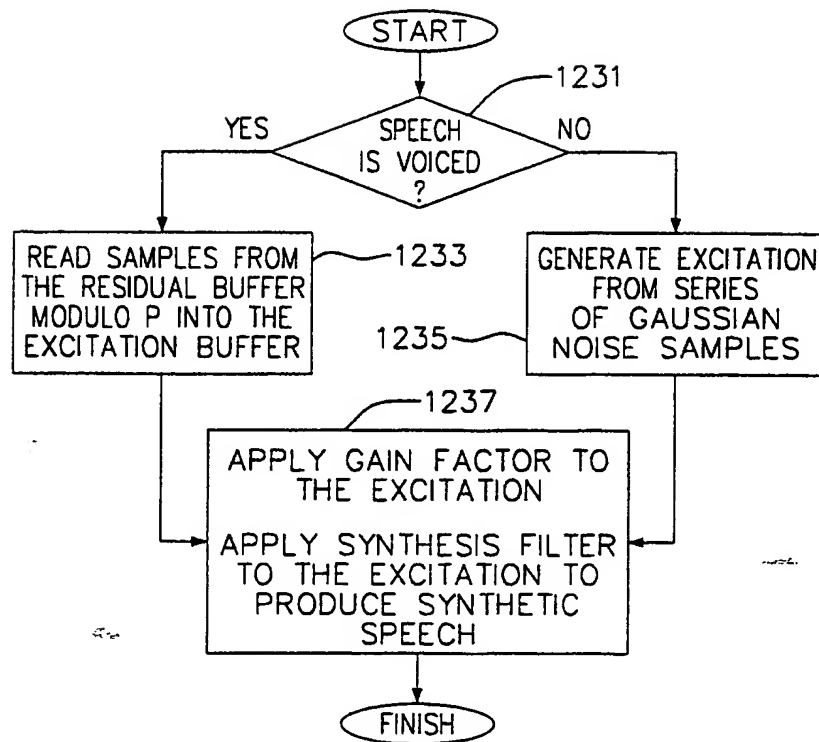 START
1231
YES
SPEECH
IS VOICED
?
NO
READ SAMPLES FROM
THE RESIDUAL BUFFER
MODULO P INTO THE
EXCITATION BUFFER
1233
GENERATE EXCITATION
FROM SERIES
OF GAUSSIAN
NOISE SAMPLES
1235
1237
APPLY GAIN FACTOR TO
THE EXCITATION
APPLY SYNTHESIS FILTER
TO THE EXCITATION TO
PRODUCE SYNTHETIC
SPEECH
FINISH